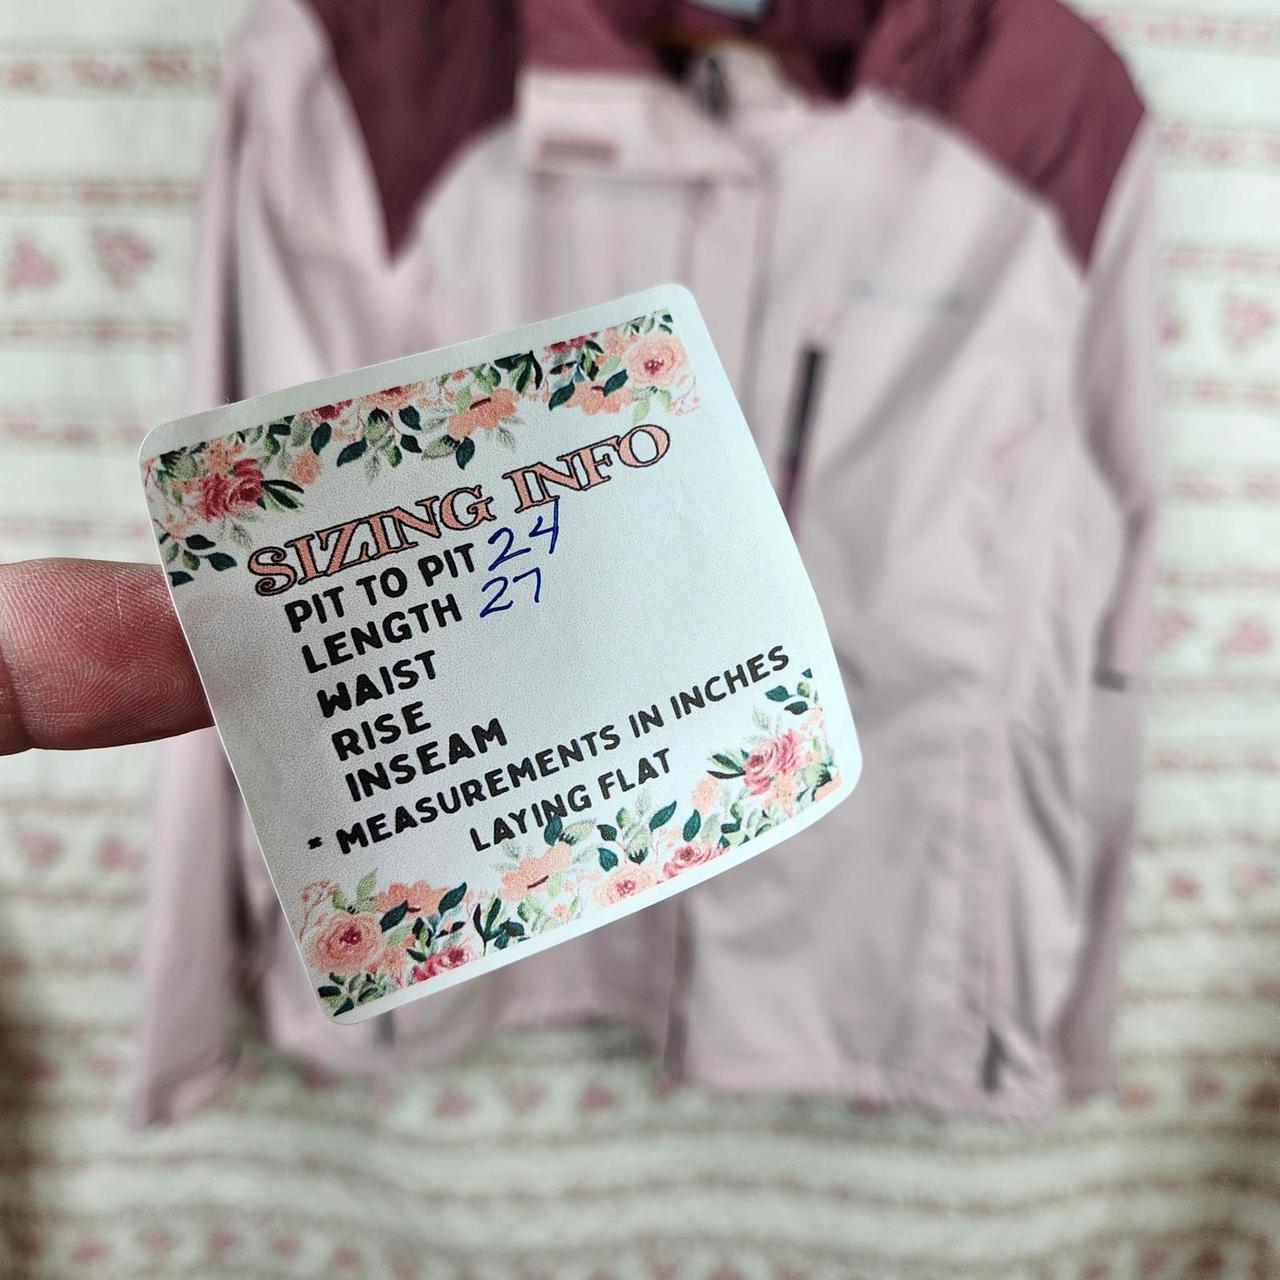 SIZING INFO
PIT TO PIT 24
LENGTH 27
WAIST
RISE
INSEAM
* MEASUREMENTS IN INCHES
LAYING FLAT